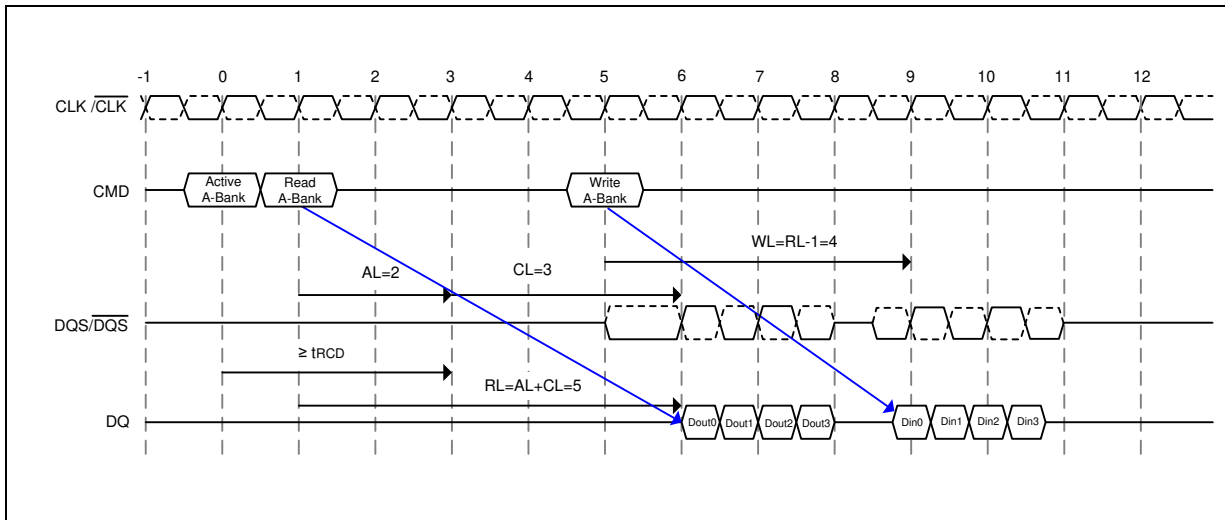 -1 0 1 2 3 4 5 6 7 8 9 10 11 12
CLK /CLK
CMD
Active A-Bank
Read A-Bank
Write A-Bank
WL=RL-1=4
AL=2
CL=3
DQS/DQS
≥ tRCD
RL=AL+CL=5
DQ
Dout0 Dout1 Dout2 Dout3
Din0 Din1 Din2 Din3